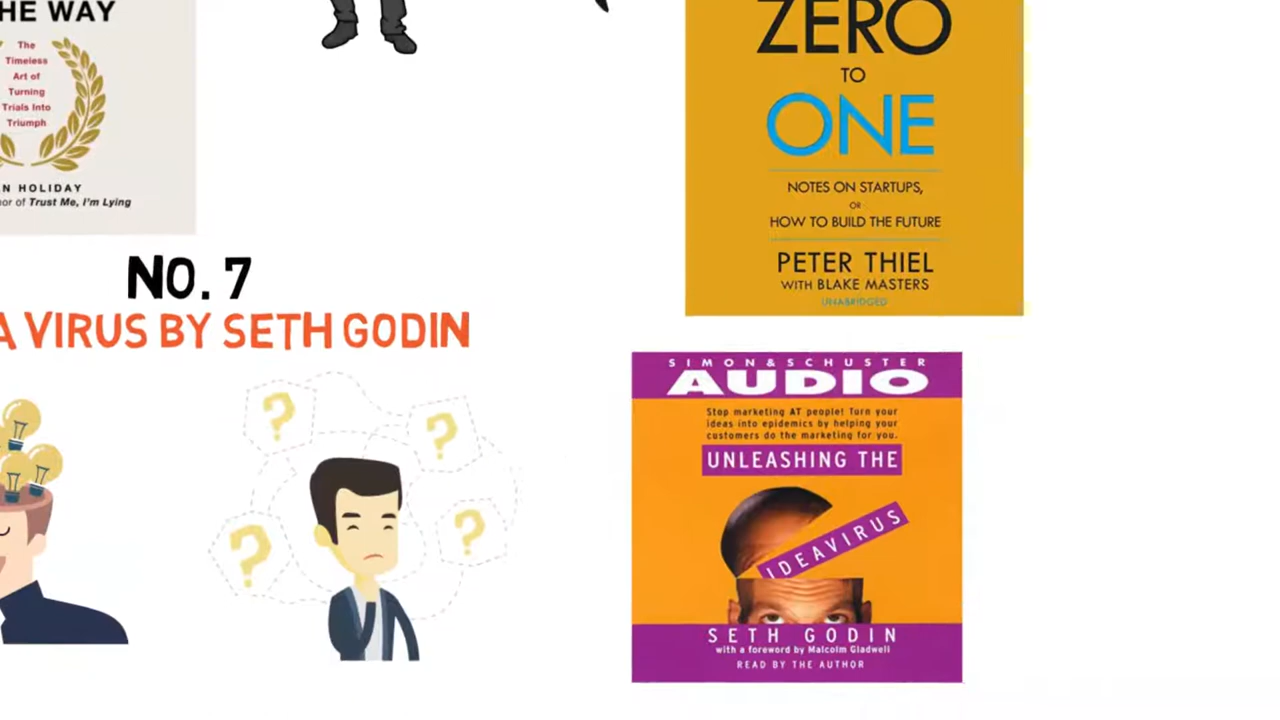 HE WAY
The
Timeless
Art of
Turning
Trials Into
Triumph
N HOLIDAY
or of Trust Me, I'm Lying
ZERO
TO
ONE
NOTES ON STARTUPS,
OR
HOW TO BUILD THE FUTURE
PETER THIEL
WITH BLAKE MASTERS
UNABRIDGED
NO. 7
A VIRUS BY SETH GODIN
SIMON & SCHUSTER
AUDIO
Stop marketing AT people! Turn your
ideas into epidemics by helping your
customers do the marketing for you.
UNLEASHING THE
IDEAVIRUS
SETH GODIN
with a foreword by Malcolm Gladwell
READ BY THE AUTHOR